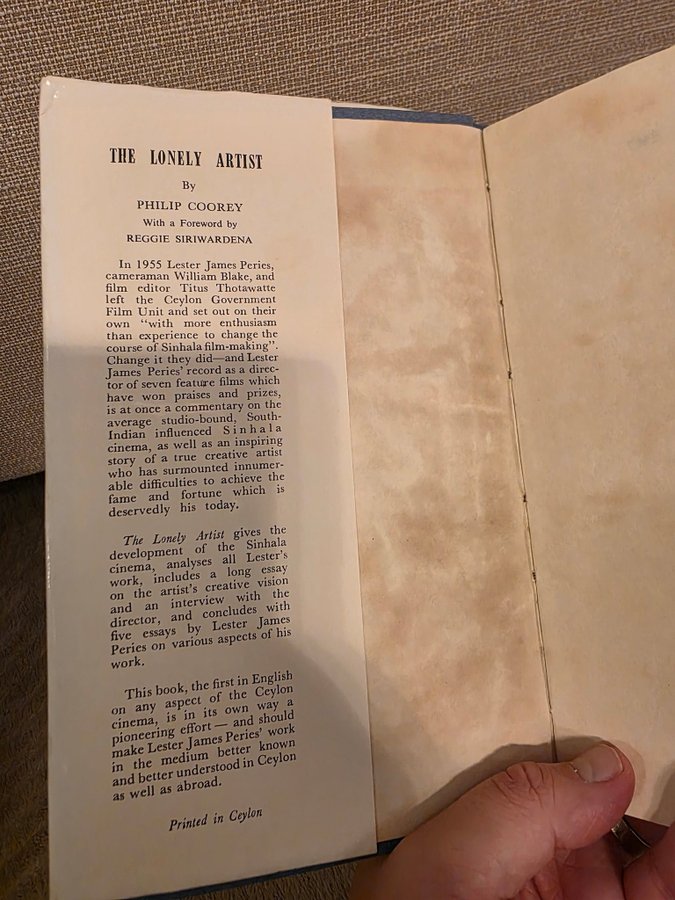 THE LONELY ARTIST
By
PHILIP COOREY
With a Foreword by
REGGIE SIRIWARDENA
In 1955 Lester James Peries,
cameraman William Blake, and
film editor Titus Thotawatte
left the Ceylon Government
Film Unit and set out on their
own "with more enthusiasm
than experience to change the
course of Sinhala film-making".
Change it they did—and Lester
James Peries' record as a direc-
tor of seven feature films which
have won praises and prizes,
is at once a commentary on the
average studio-bound, South-
Indian influenced Sinhala
cinema, as well as an inspiring
story of a true creative artist
who has surmounted innumer-
able difficulties to achieve the
fame and fortune which is
deservedly his today.
The Lonely Artist gives the
development of the Sinhala
cinema, analyses all Lester's
work, includes a long essay
on the artist's creative vision
and an interview with the
director, and concludes with
five essays by Lester James
Peries on various aspects of his
work.
This book, the first in English
on any aspect of the Ceylon
cinema, is in its own way a
pioneering effort — and should
make Lester James Peries' work
in the medium better known
and better understood in Ceylon
as well as abroad.
Printed in Ceylon